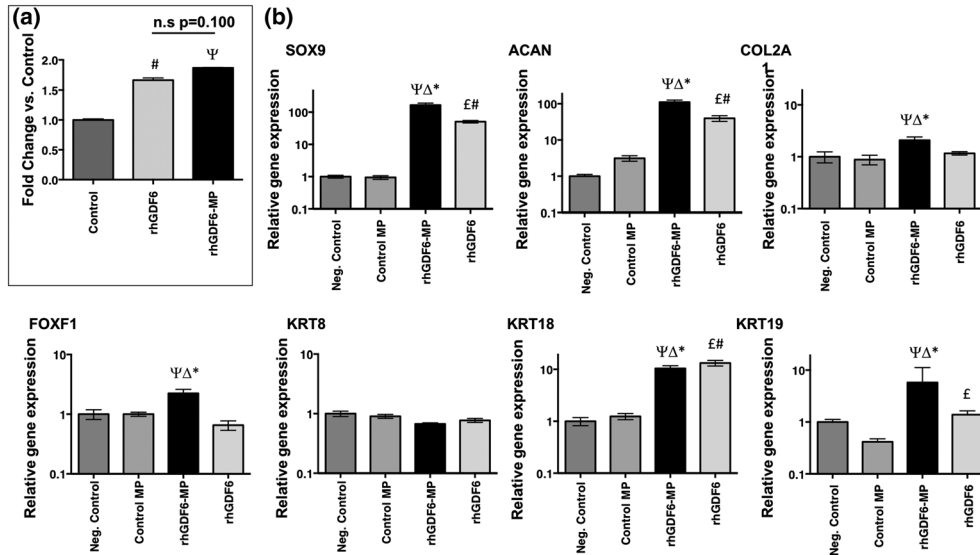 (a)
n.s p=0.100
Fold Change vs. Control
2.0
1.5
1.0
0.5
0.0
#
Ψ
Control
rhGDF6
rhGDF6-MP
(b)
SOX9
Relative gene expression
100
10
1
0.1
ΨΔ*
£#
Neg. Control
Control MP
rhGDF6-MP
rhGDF6
ACAN
Relative gene expression
100
10
1
0.1
ΨΔ*
£#
Neg. Control
Control MP
rhGDF6-MP
rhGDF6
COL2A
1
Relative gene expression
10
1
0.1
ΨΔ*
Neg. Control
Control MP
rhGDF6-MP
rhGDF6
FOXF1
Relative gene expression
10
1
0.1
ΨΔ*
Neg. Control
Control MP
rhGDF6-MP
rhGDF6
KRT8
Relative gene expression
10
1
0.1
Neg. Control
Control MP
rhGDF6-MP
rhGDF6
KRT18
Relative gene expression
10
1
0.1
ΨΔ*
£#
Neg. Control
Control MP
rhGDF6-MP
rhGDF6
KRT19
Relative gene expression
10
1
0.1
ΨΔ*
£
Neg. Control
Control MP
rhGDF6-MP
rhGDF6